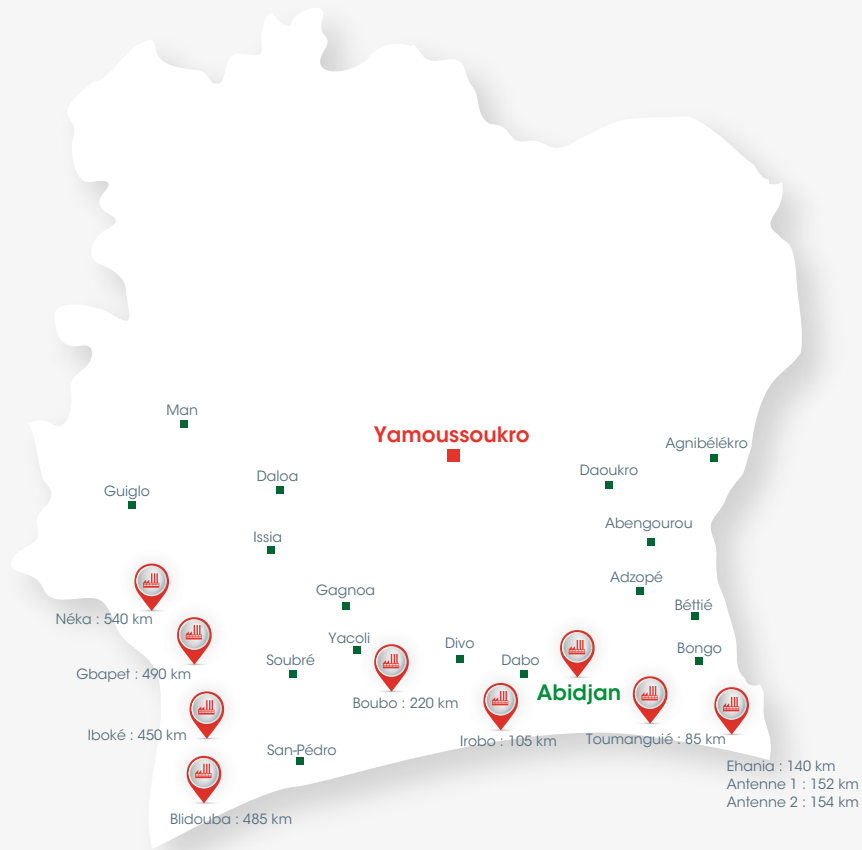 Man
Yamoussoukro
Agnibélékro
Daloa
Daoukro
Guiglo
Abengourou
Issia
Adzopé
Gagnoa
Béttié
Néka : 540 km
Yacoli
Divo
Bongo
Soubré
Dabo
Gbapet : 490 km
Abidjan
Boubo : 220 km
Iboké : 450 km
Irobo : 105 km
Toumanguié : 85 km
San-Pédro
Ehania : 140 km
Antenne 1 : 152 km
Antenne 2 : 154 km
Blidouba : 485 km